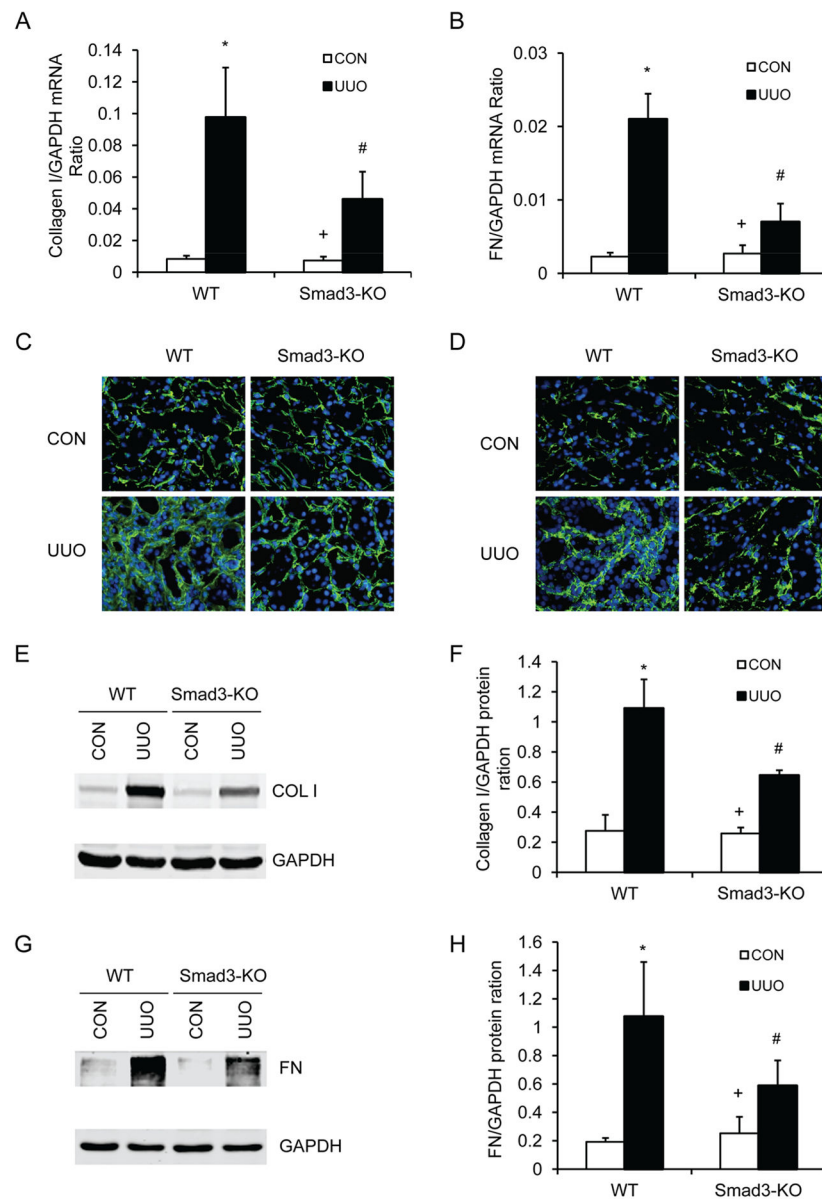 A
0.14
0.12
0.1
0.08
0.06
0.04
0.02
0
Collagen I/GAPDH mRNA
Ratio
*
#
+
CON
UUO
WT
Smad3-KO
B
0.03
0.02
0.01
0
FN/GAPDH mRNA Ratio
*
#
+
CON
UUO
WT
Smad3-KO
C
WT
Smad3-KO
CON
UUO
D
WT
Smad3-KO
CON
UUO
E
WT
Smad3-KO
CON
UUO
CON
UUO
COL I
GAPDH
F
1.4
1.2
1
0.8
0.6
0.4
0.2
0
Collagen I/GAPDH protein
ration
*
#
+
CON
UUO
WT
Smad3-KO
G
WT
Smad3-KO
CON
UUO
CON
UUO
FN
GAPDH
H
1.6
1.4
1.2
1
0.8
0.6
0.4
0.2
0
FN/GAPDH protein ration
*
#
+
CON
UUO
WT
Smad3-KO